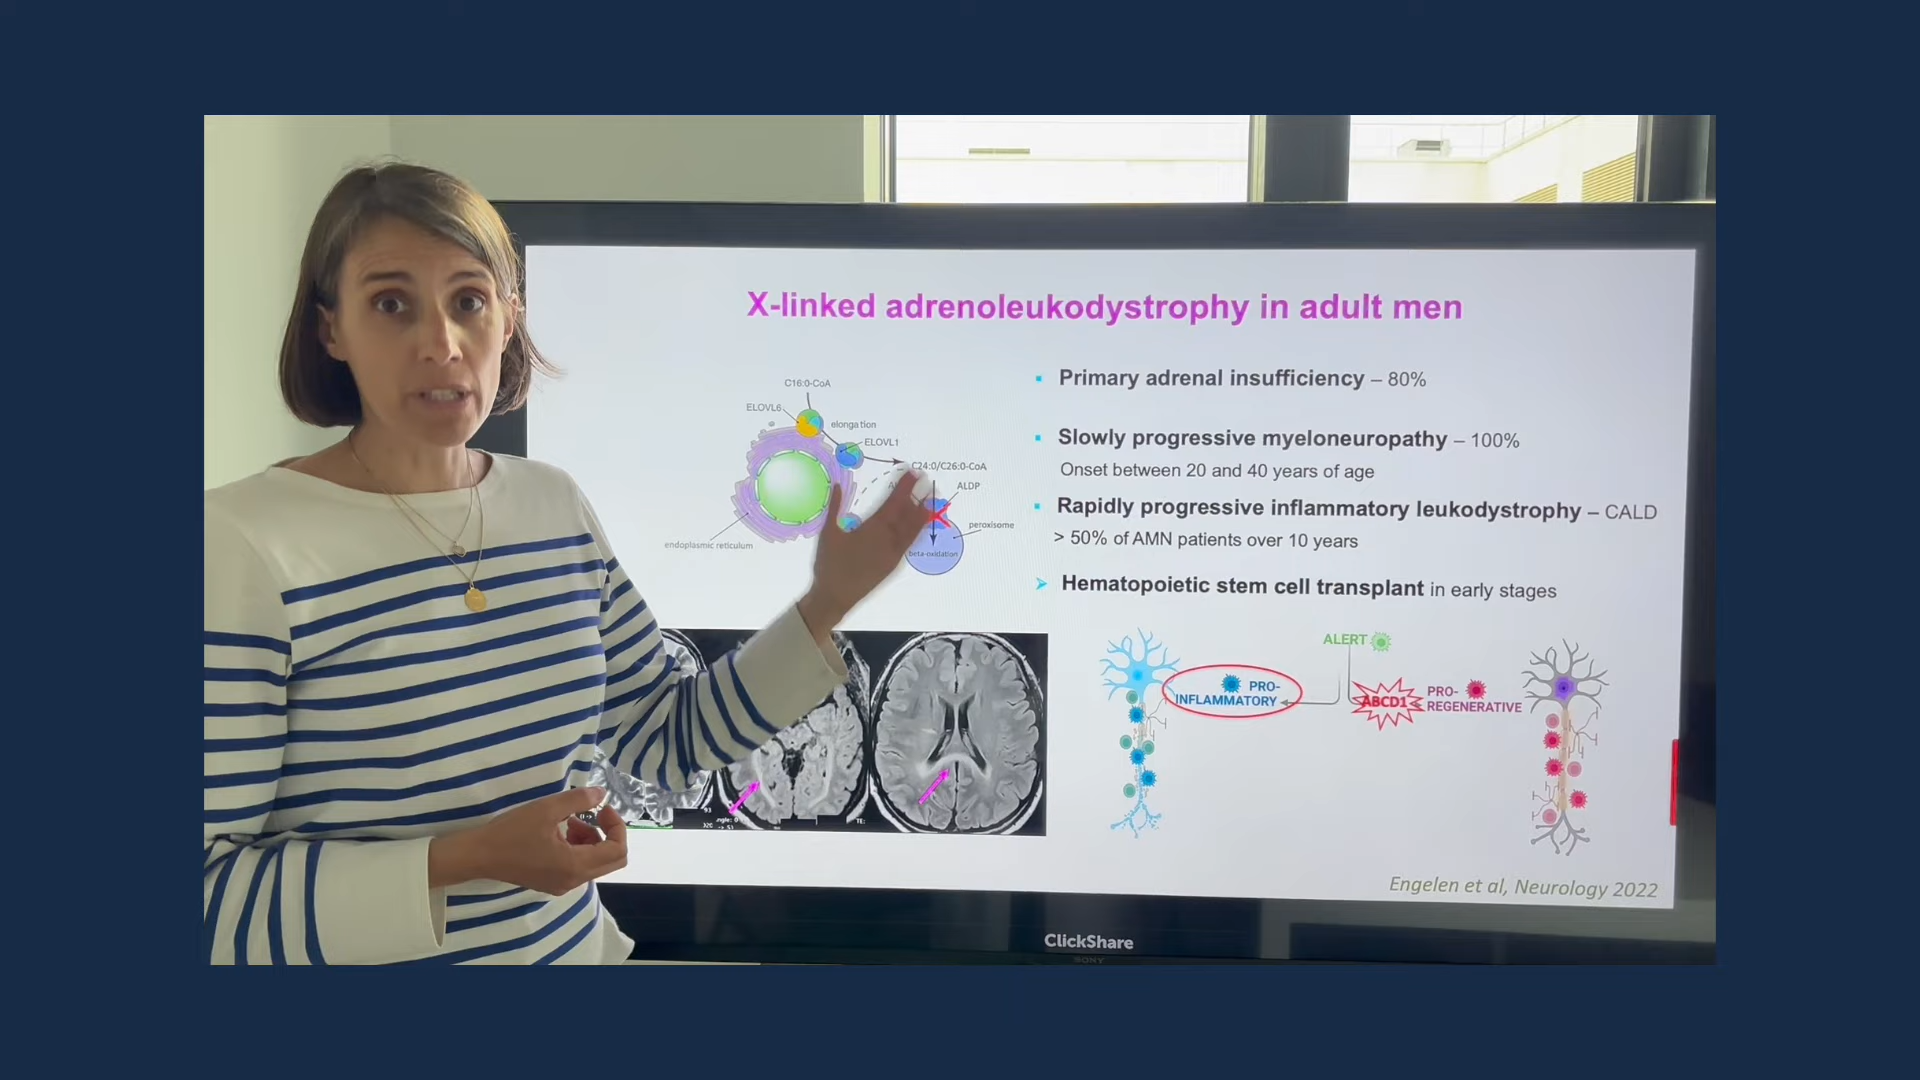 X-linked adrenoleukodystrophy in adult men
C16:0-CoA
ELOVL6
elongation
ELOVL1
C24:0/C26:0-CoA
ALDP
peroxisome
beta-oxidation
endoplasmic reticulum
Primary adrenal insufficiency – 80%
Slowly progressive myeloneuropathy – 100%
Onset between 20 and 40 years of age
Rapidly progressive inflammatory leukodystrophy – CALD
> 50% of AMN patients over 10 years
Hematopoietic stem cell transplant in early stages
ALERT
PRO-
INFLAMMATORY
ABCD1
PRO-
REGENERATIVE
Engelen et al, Neurology 2022
ClickShare
SONY